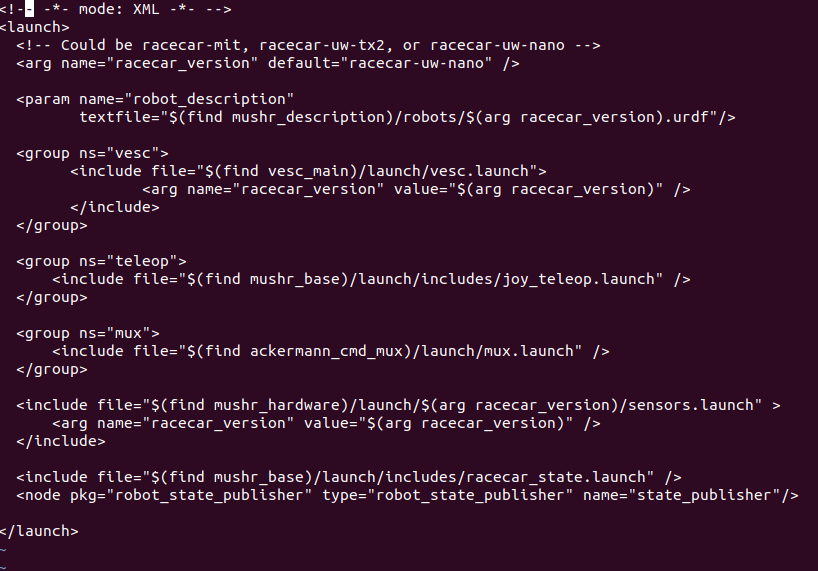 <!-- -*- mode: XML -*- -->
<launch>
  <!-- Could be racecar-mit, racecar-uw-tx2, or racecar-uw-nano -->
  <arg name="racecar_version" default="racecar-uw-nano" />

  <param name="robot_description"
         textfile="$(find mushr_description)/robots/$(arg racecar_version).urdf"/>

  <group ns="vesc">
        <include file="$(find vesc_main)/launch/vesc.launch">
                <arg name="racecar_version" value="$(arg racecar_version)" />
        </include>
  </group>

  <group ns="teleop">
      <include file="$(find mushr_base)/launch/includes/joy_teleop.launch" />
  </group>

  <group ns="mux">
      <include file="$(find ackermann_cmd_mux)/launch/mux.launch" />
  </group>

  <include file="$(find mushr_hardware)/launch/$(arg racecar_version)/sensors.launch" >
      <arg name="racecar_version" value="$(arg racecar_version)" />
  </include>

  <include file="$(find mushr_base)/launch/includes/racecar_state.launch" />
  <node pkg="robot_state_publisher" type="robot_state_publisher" name="state_publisher"/>

</launch>
~
~